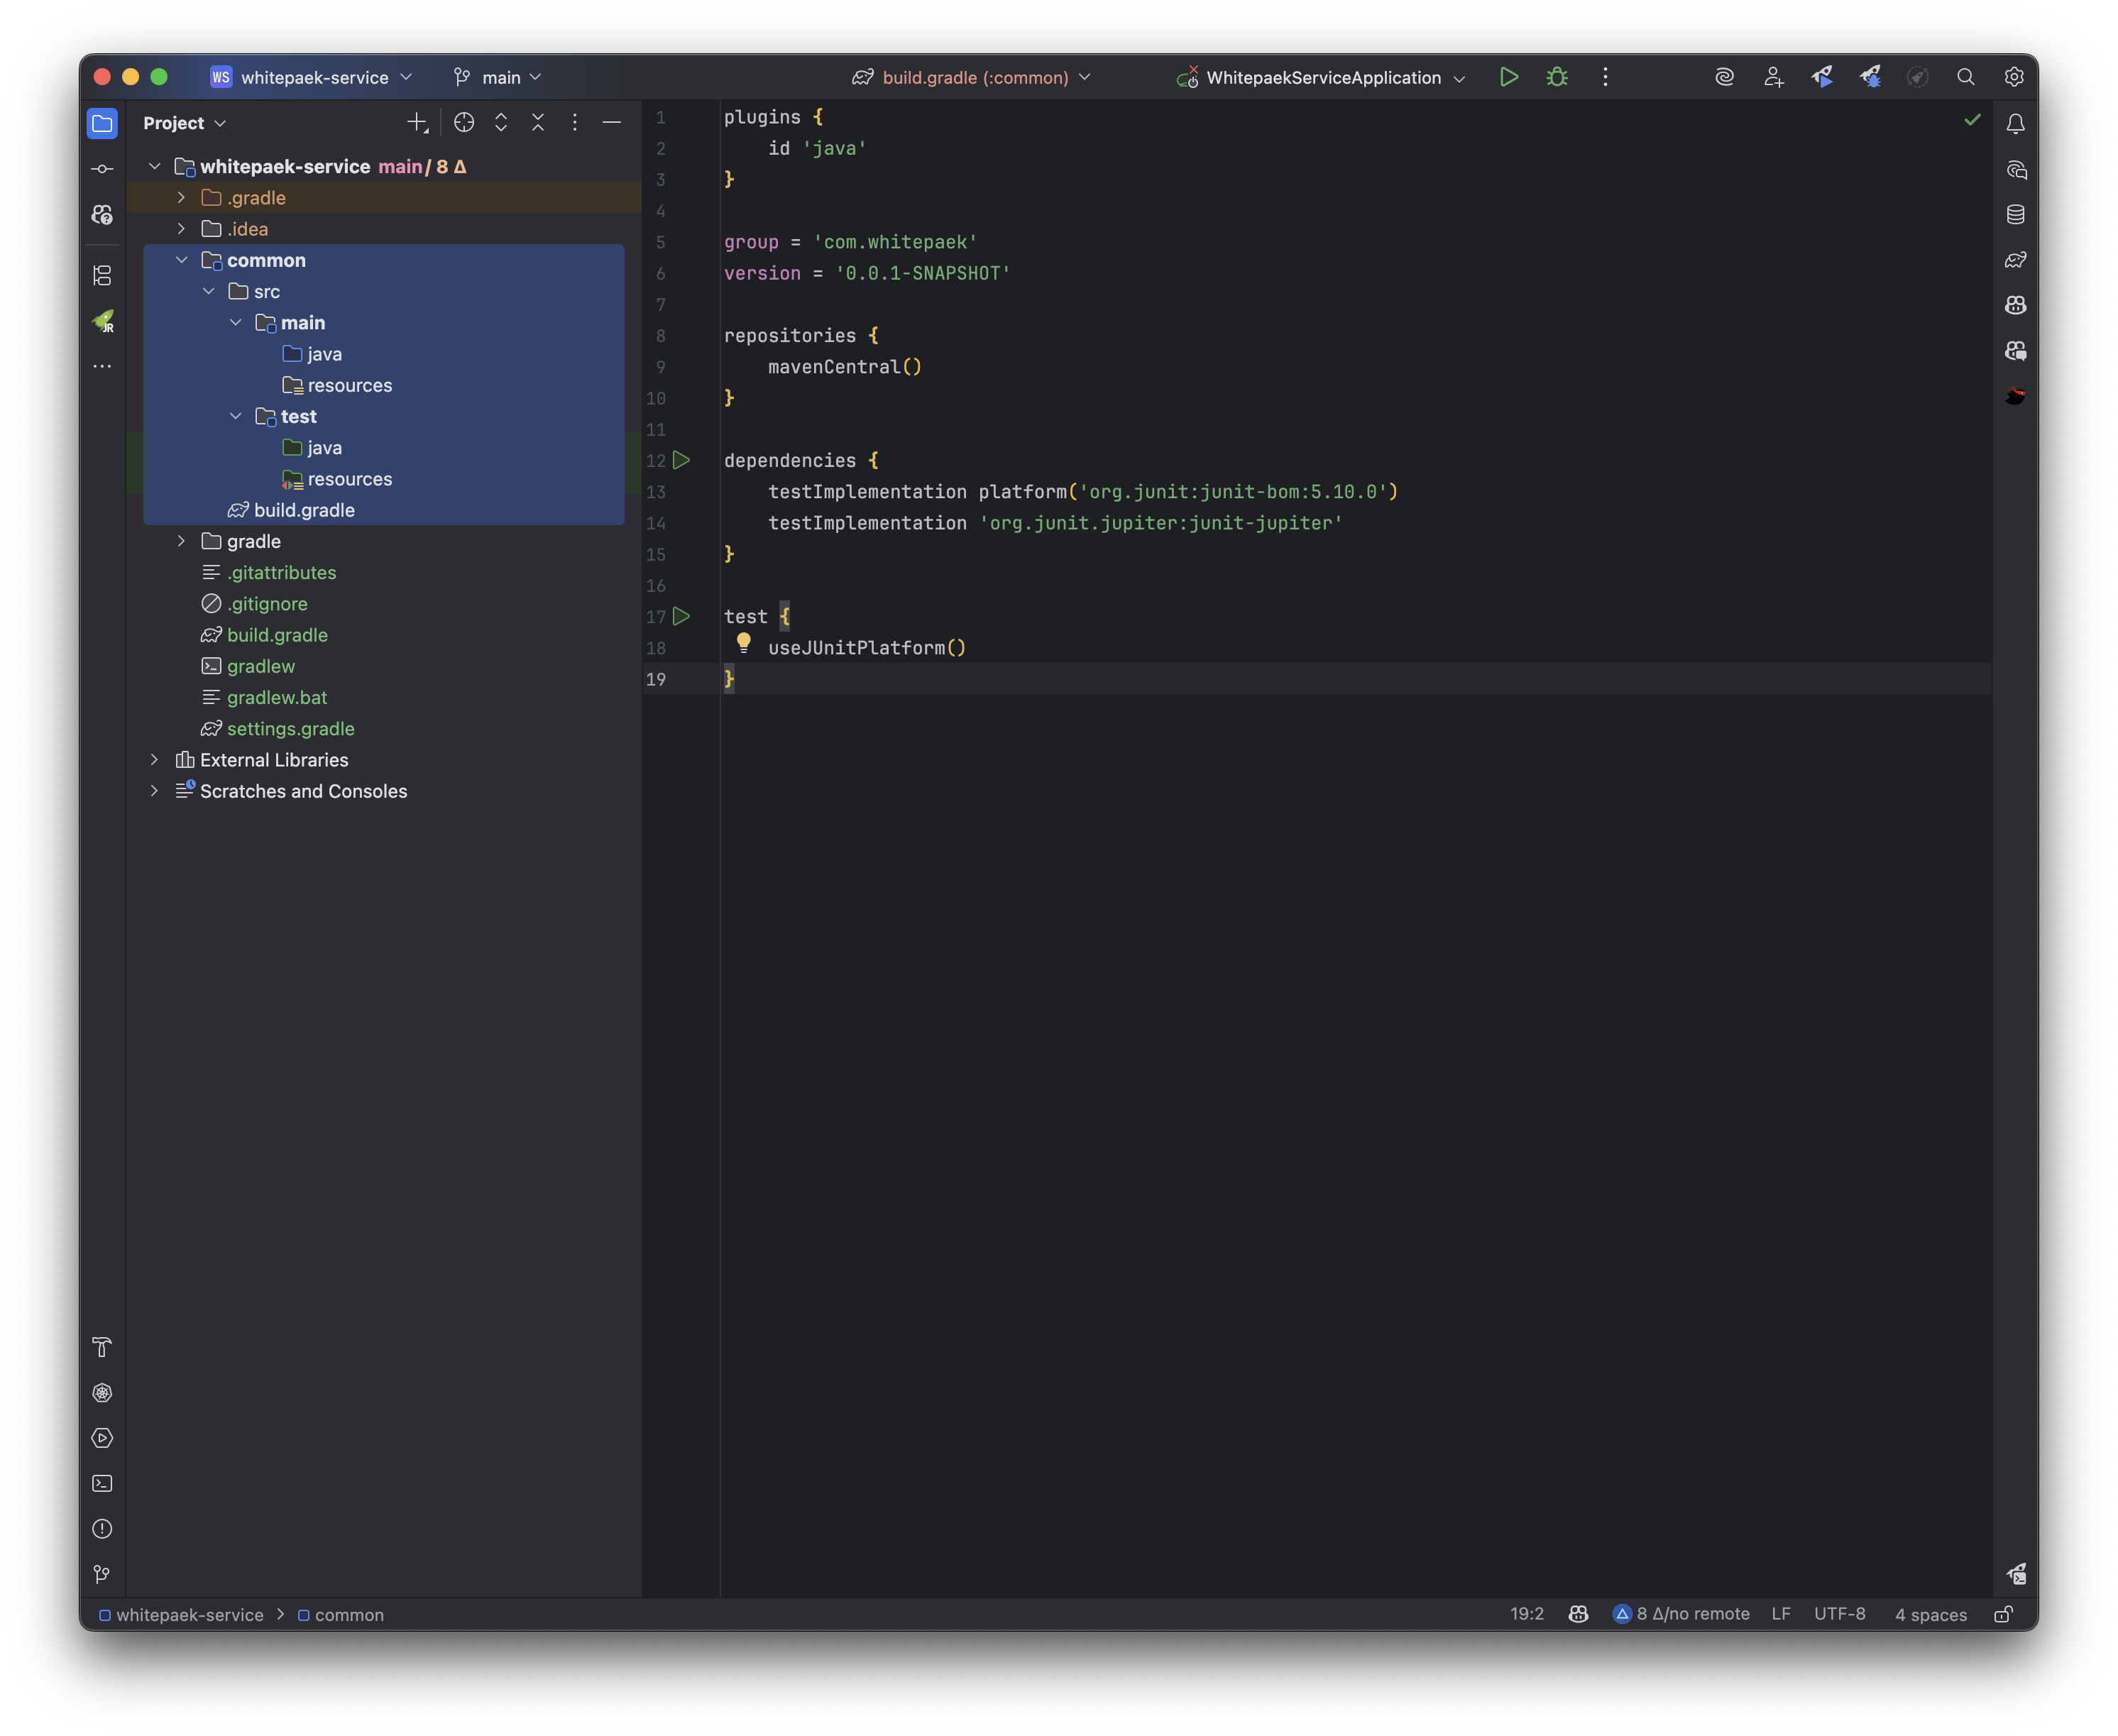 WS whitepaek-service main build.gradle (:common) WhitepaekServiceApplication
Project
whitepaek-service main / 8 Δ
.gradle
.idea
common
src
main
java
resources
test
java
resources
build.gradle
gradle
.gitattributes
.gitignore
build.gradle
gradlew
gradlew.bat
settings.gradle
External Libraries
Scratches and Consoles
JR
1 plugins {
2 id 'java'
3 }
4
5 group = 'com.whitepaek'
6 version = '0.0.1-SNAPSHOT'
7
8 repositories {
9 mavenCentral()
10 }
11
12 dependencies {
13 testImplementation platform('org.junit:junit-bom:5.10.0')
14 testImplementation 'org.junit.jupiter:junit-jupiter'
15 }
16
17 test {
18 useJUnitPlatform()
19 }
whitepaek-service > common 19:2 8 Δ/no remote LF UTF-8 4 spaces